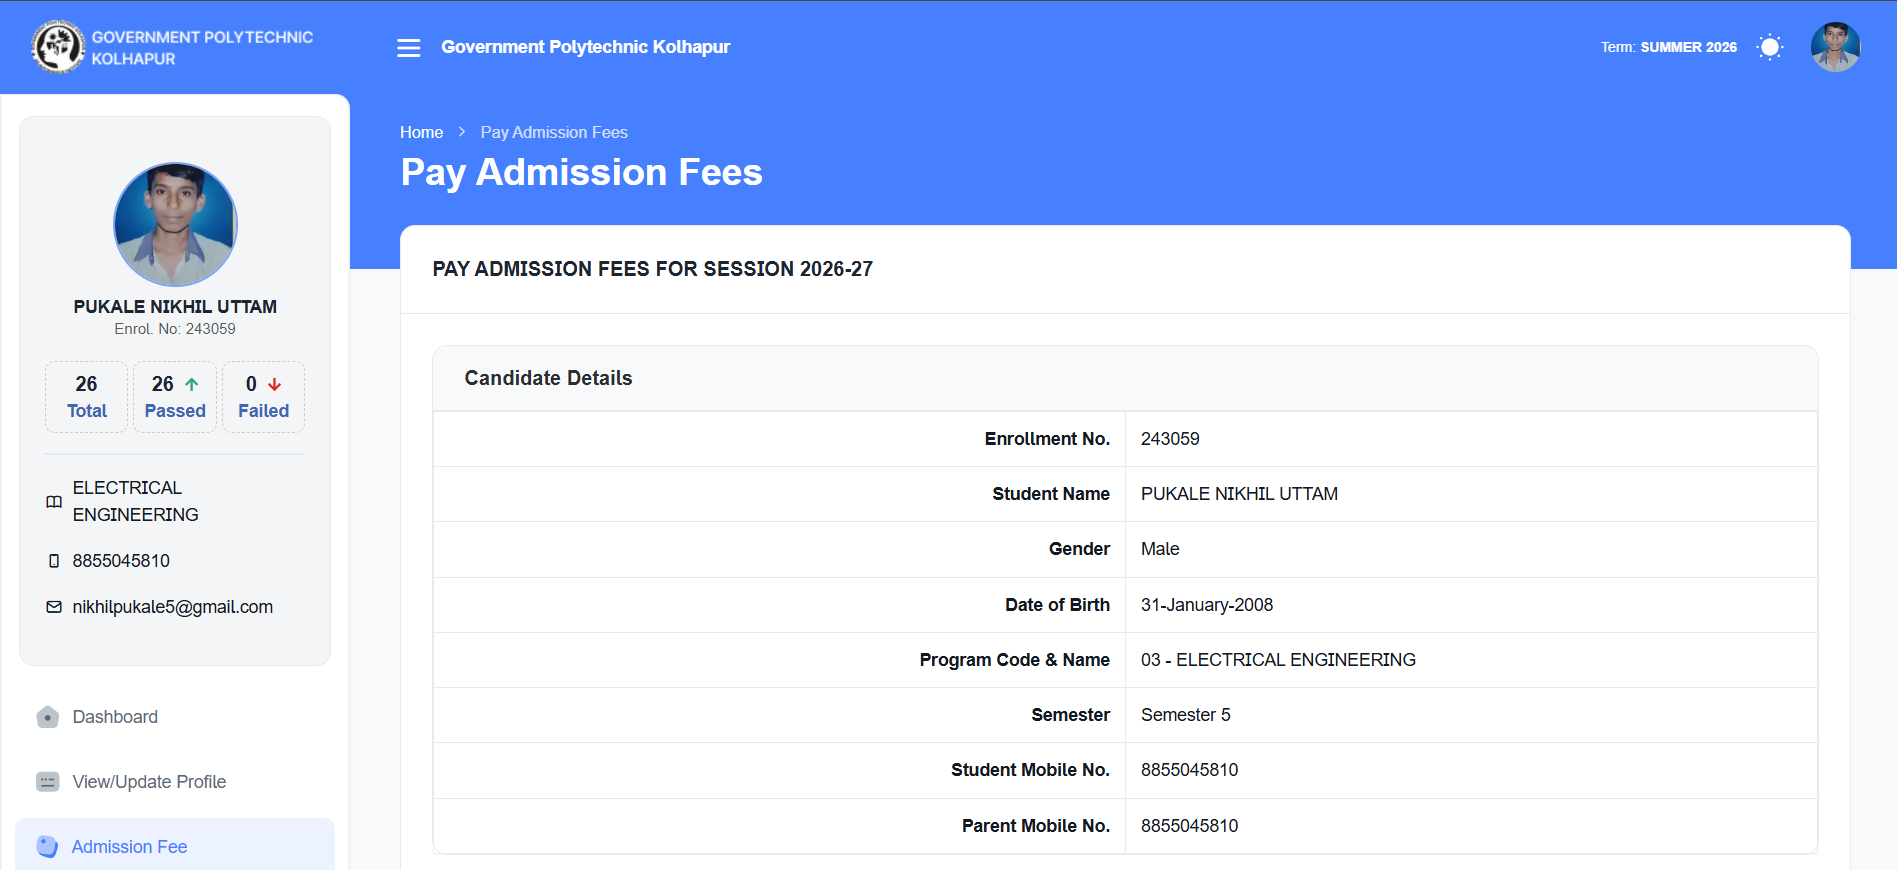 GOVERNMENT POLYTECHNIC
KOLHAPUR
Government Polytechnic Kolhapur
Term: SUMMER 2026
PUKALE NIKHIL UTTAM
Enrol. No: 243059
26
Total
26
Passed
0
Failed
ELECTRICAL
ENGINEERING
8855045810
nikhilpukale5@gmail.com
Dashboard
View/Update Profile
Admission Fee
Home > Pay Admission Fees
Pay Admission Fees
PAY ADMISSION FEES FOR SESSION 2026-27
Candidate Details
Enrollment No. 243059
Student Name PUKALE NIKHIL UTTAM
Gender Male
Date of Birth 31-January-2008
Program Code & Name 03 - ELECTRICAL ENGINEERING
Semester Semester 5
Student Mobile No. 8855045810
Parent Mobile No. 8855045810